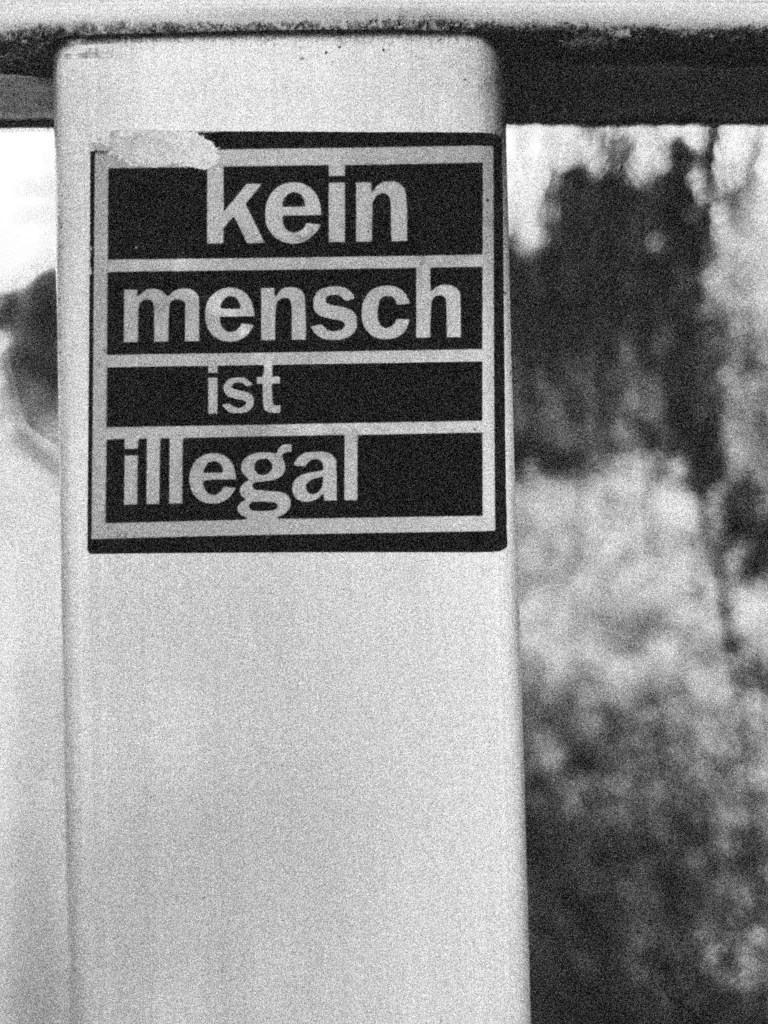 kein
mensch
ist
illegal